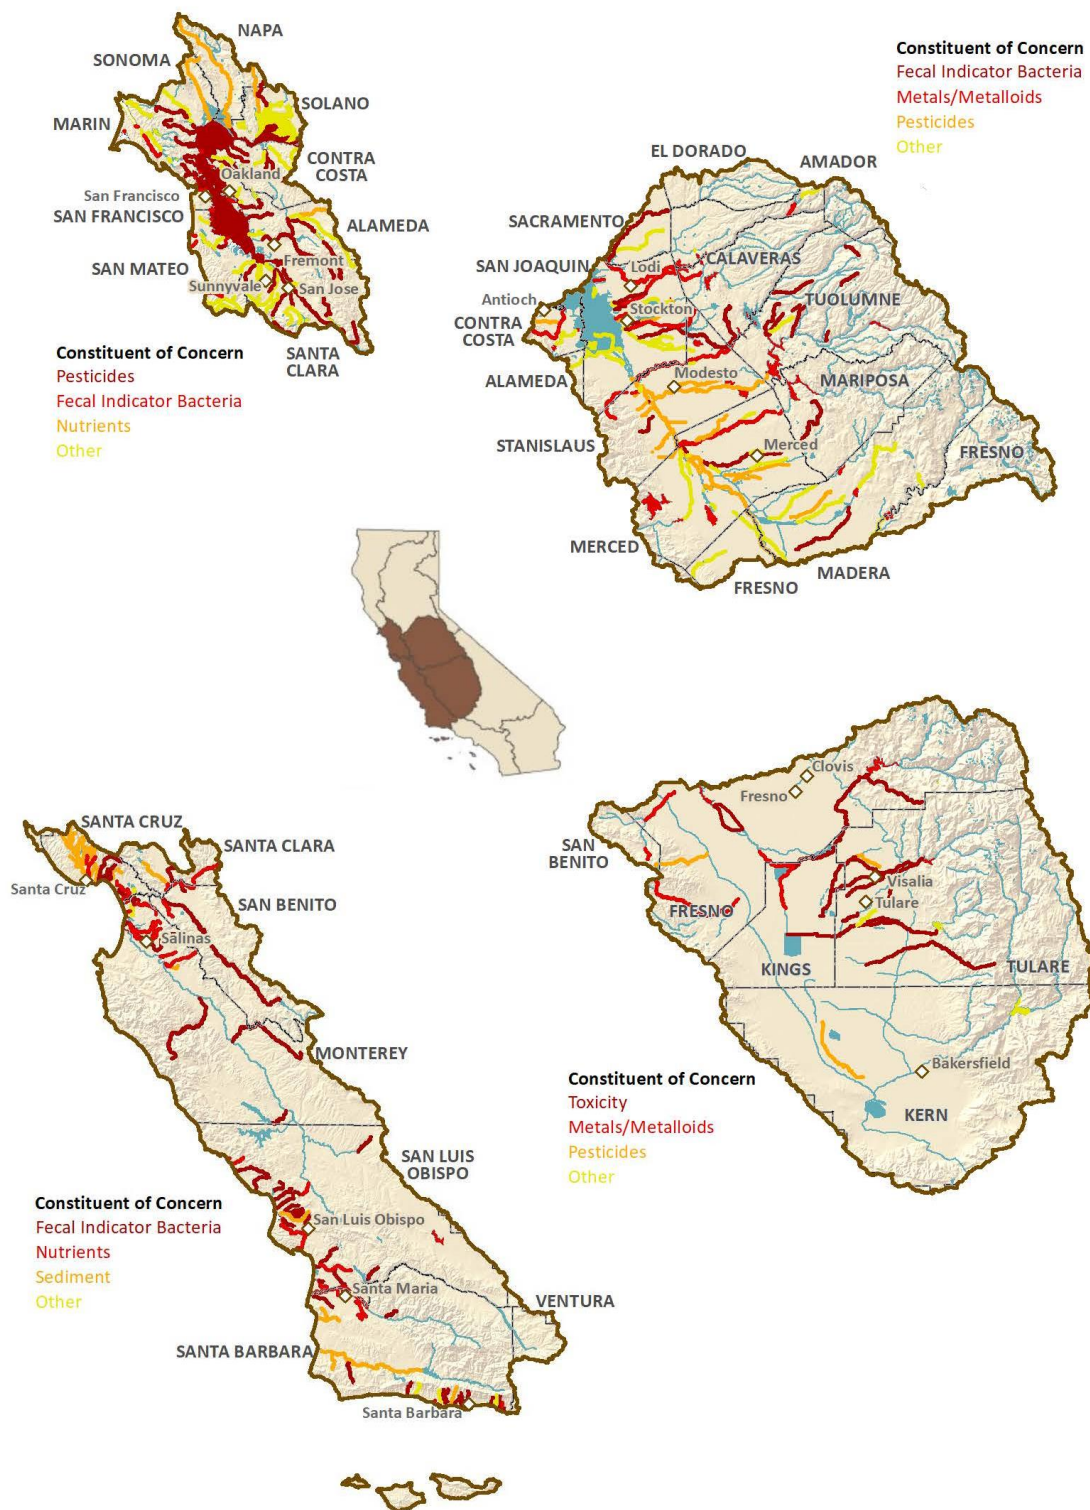 NAPA
SONOMA
SOLANO
MARIN
CONTRA
COSTA
Oakland
San Francisco
SAN FRANCISCO
ALAMEDA
Fremont
SAN MATEO
Sunnyvale
San Jose
SANTA
CLARA
Constituent of Concern
Pesticides
Fecal Indicator Bacteria
Nutrients
Other
Constituent of Concern
Fecal Indicator Bacteria
Metals/Metalloids
Pesticides
Other
EL DORADO
AMADOR
SACRAMENTO
CALAVERAS
SAN JOAQUIN
Lodi
Antioch
TUOLUMNE
Stockton
CONTRA
COSTA
Modesto
ALAMEDA
MARIPOSA
STANISLAUS
Merced
FRESNO
MERCED
MADERA
FRESNO
Clovis
Fresno
SAN
BENITO
Visalia
Tulare
FRESNO
KINGS
TULARE
Bakersfield
KERN
Constituent of Concern
Toxicity
Metals/Metalloids
Pesticides
Other
SANTA CRUZ
SANTA CLARA
Santa Cruz
SAN BENITO
Salinas
MONTEREY
SAN LUIS
OBISPO
San Luis Obispo
Santa Maria
VENTURA
SANTA BARBARA
Santa Barbara
Constituent of Concern
Fecal Indicator Bacteria
Nutrients
Sediment
Other